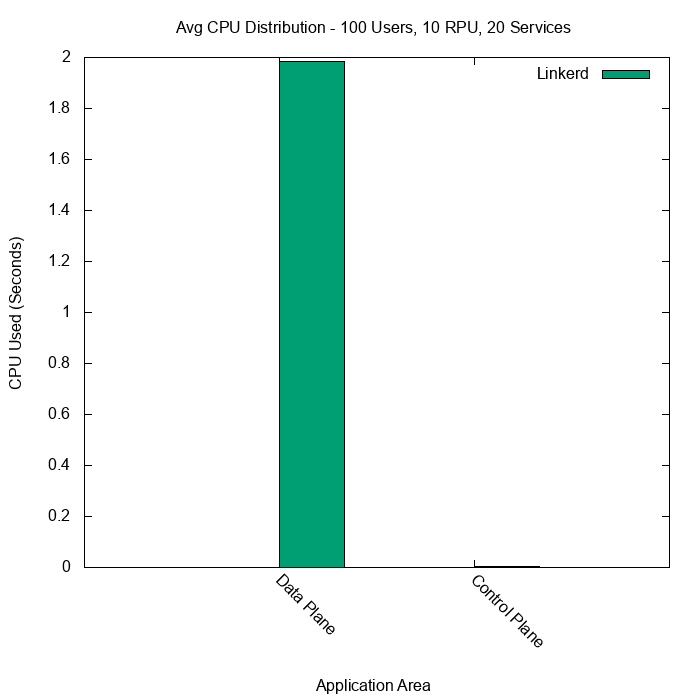 Avg CPU Distribution - 100 Users, 10 RPU, 20 Services
Linkerd
CPU Used (Seconds)
2
1.8
1.6
1.4
1.2
1
0.8
0.6
0.4
0.2
0
Data Plane
Control Plane
Application Area